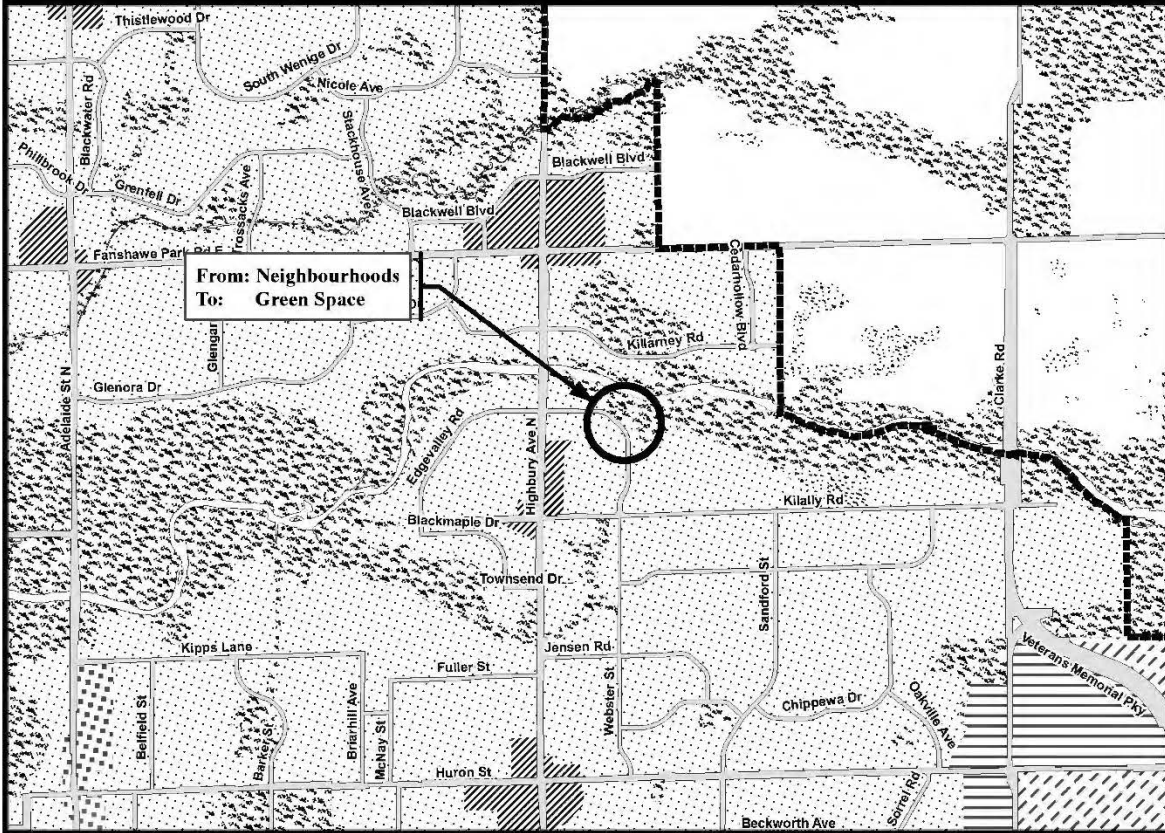 Thistlewood Dr
South Wenige Dr
Nicole Ave
Blackwater Rd
Stackhouse Ave
Phillbrook Dr
Grenfell Dr
Trossacks Ave
Blackwell Blvd
Blackwell Blvd
Fanshawe Park Rd E
From: Neighbourhoods
To: Green Space
Cedarhollow Blvd
Killarney Rd
Glengar
Glenora Dr
Adelaide St N
Clarke Rd
Edgevalley Rd
Highbury Ave N
Kilally Rd
Blackmaple Dr
Townsend Dr
Sandford St
Kipps Lane
Jensen Rd
Fuller St
Veterans Memorial Pky
Belfield St
Barker St
Briarhill Ave
McNay St
Webster St
Chippewa Dr
Oakville Ave
Huron St
Sorrel Rd
Beckworth Ave